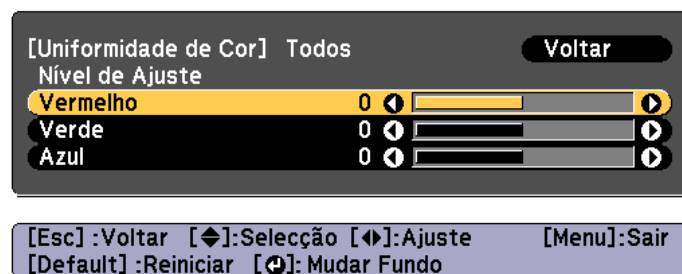 [Uniformidade de Cor] Todos Voltar
Nível de Ajuste
Vermelho 0
Verde 0
Azul 0
[Esc] :Voltar [◆]:Selecção [◆]:Ajuste [Menu]:Sair
[Default] :Reiniciar [⏎]: Mudar Fundo